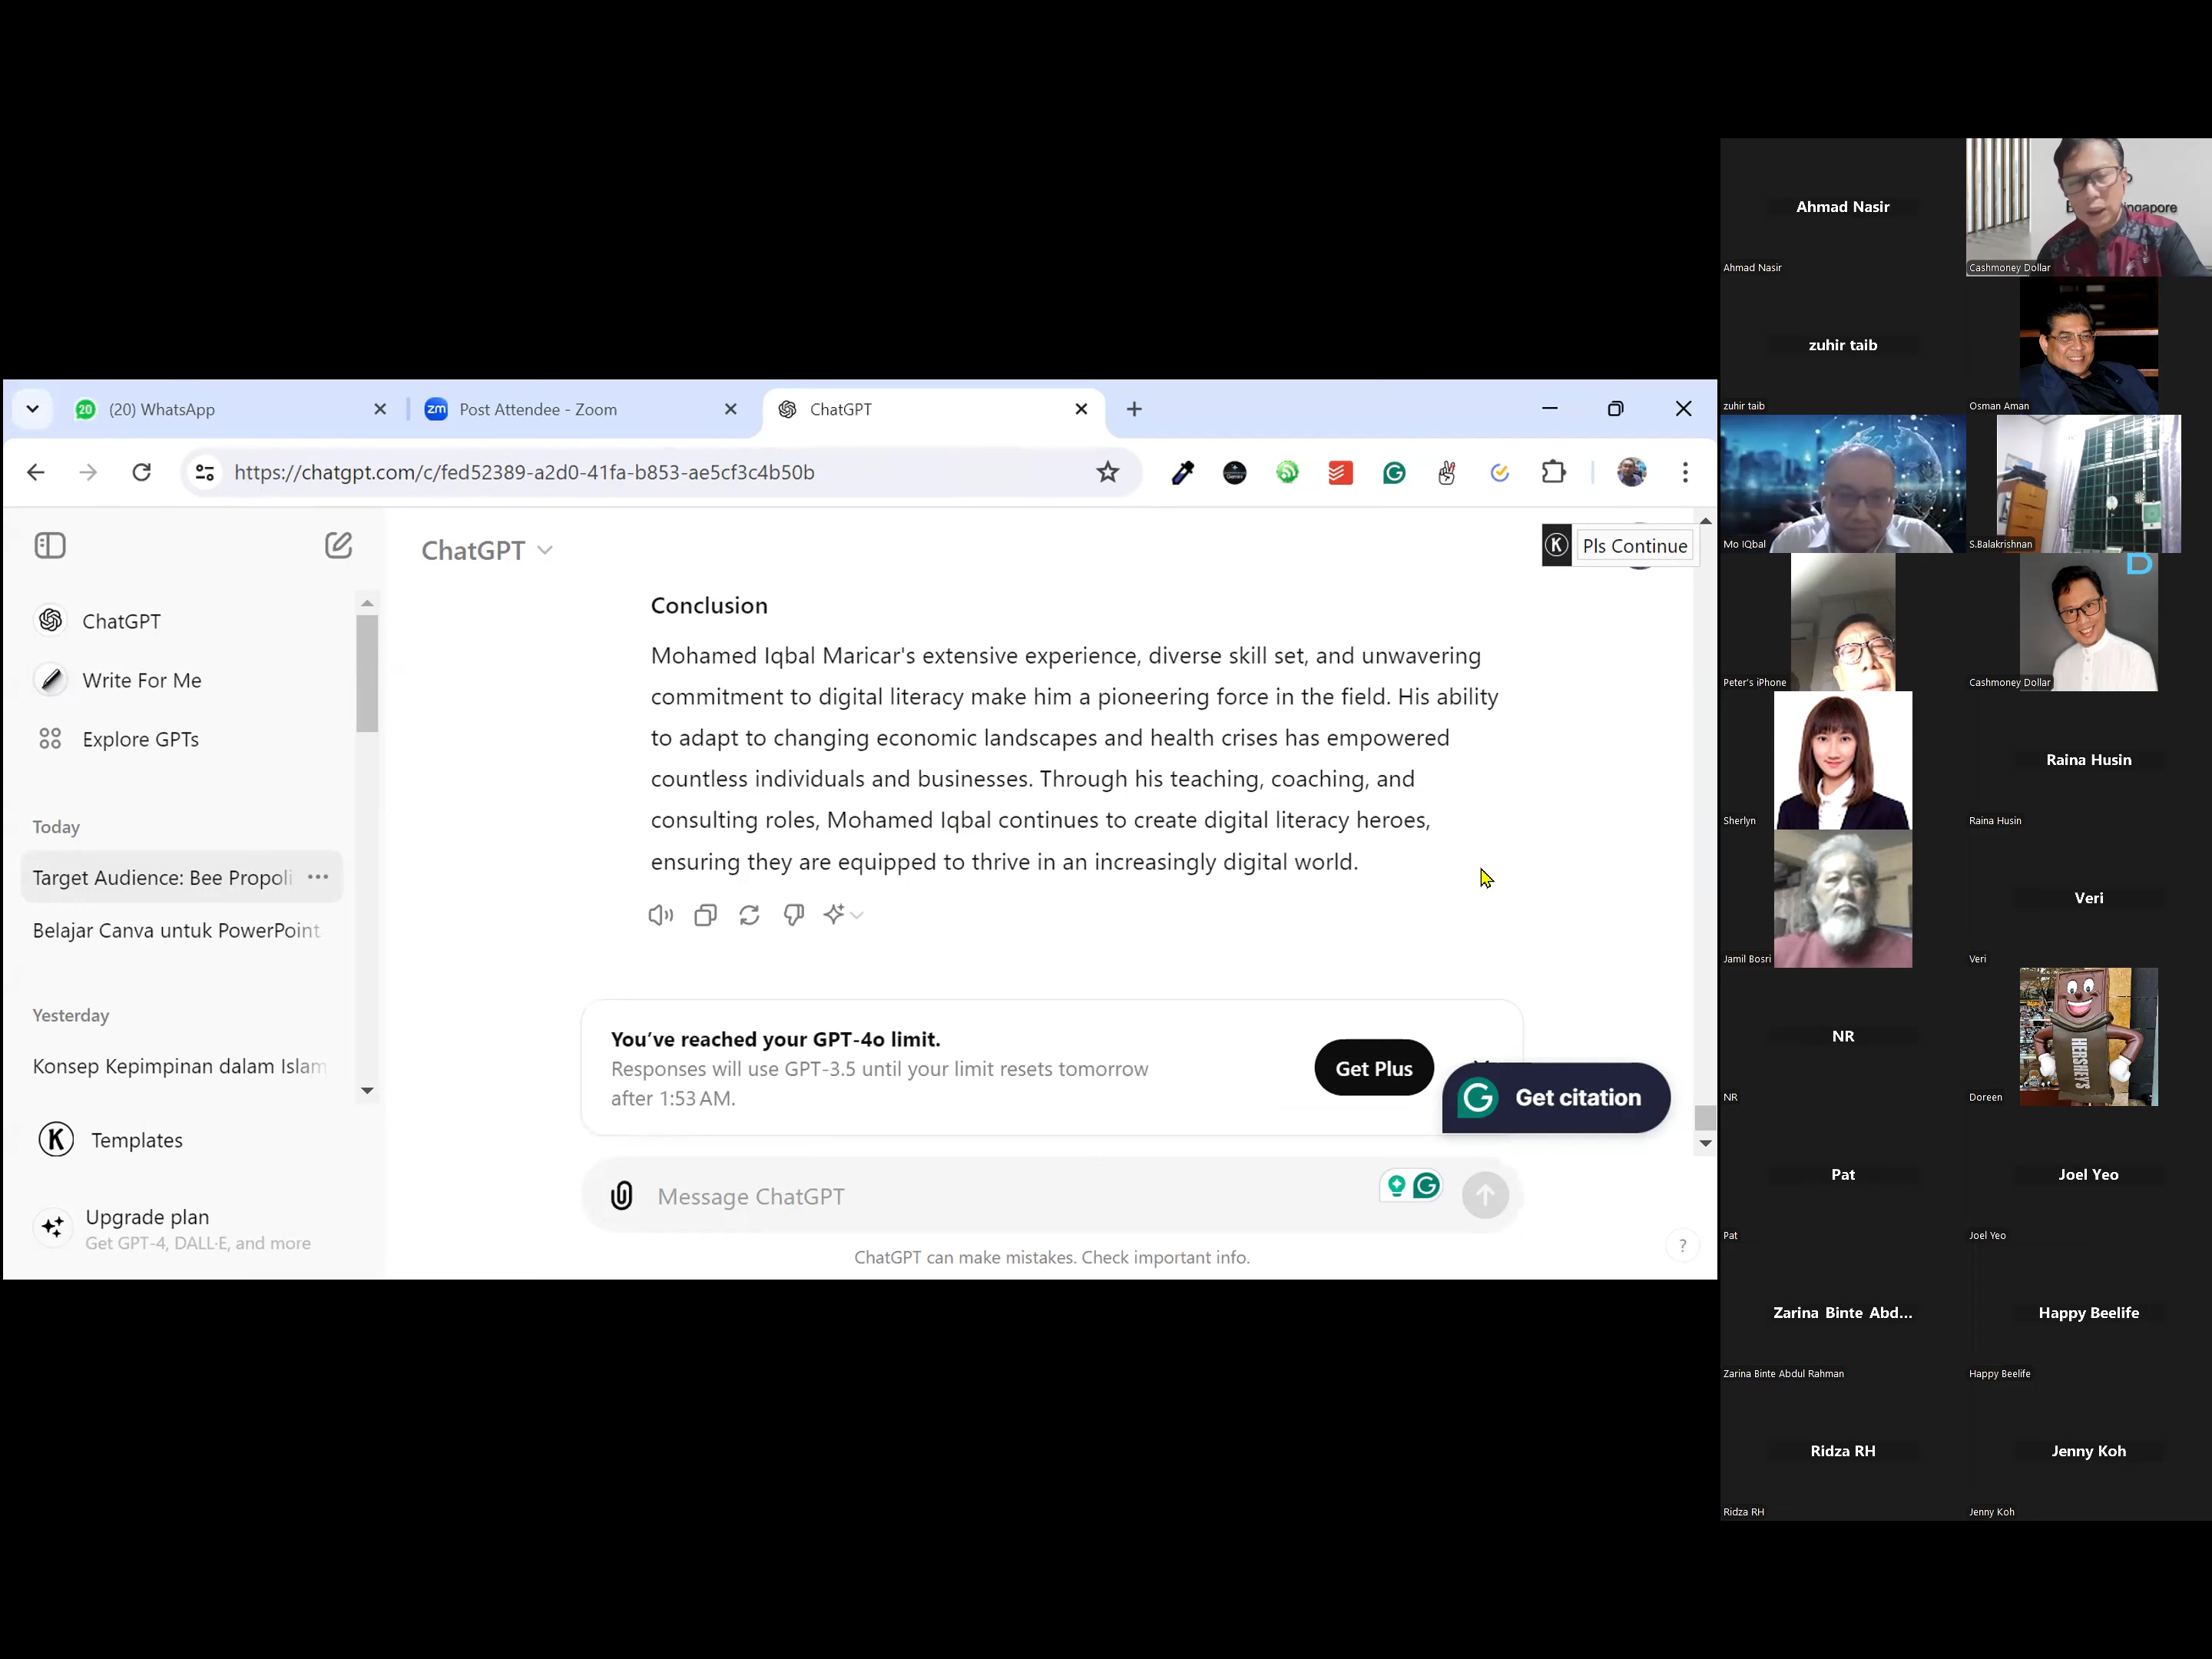 20
(20) WhatsApp
zm
Post Attendee - Zoom
ChatGPT
https://chatgpt.com/c/fed52389-a2d0-41fa-b853-ae5cf3c4b50b
ChatGPT
Write For Me
Explore GPTs
Today
Target Audience: Bee Propoli
Belajar Canva untuk PowerPoint
Yesterday
Konsep Kepimpinan dalam Islam
K
Templates
Upgrade plan
Get GPT-4, DALL·E, and more
ChatGPT
K
Pls Continue
Conclusion
Mohamed Iqbal Maricar's extensive experience, diverse skill set, and unwavering
commitment to digital literacy make him a pioneering force in the field. His ability
to adapt to changing economic landscapes and health crises has empowered
countless individuals and businesses. Through his teaching, coaching, and
consulting roles, Mohamed Iqbal continues to create digital literacy heroes,
ensuring they are equipped to thrive in an increasingly digital world.
You've reached your GPT-4o limit.
Responses will use GPT-3.5 until your limit resets tomorrow
after 1:53 AM.
Get Plus
Get citation
Message ChatGPT
ChatGPT can make mistakes. Check important info.
?
Ahmad Nasir
Ahmad Nasir
Cashmoney Dollar
zuhir taib
zuhir taib
Osman Aman
Mo IQbal
S.Balakrishnan
Peter's iPhone
D
Cashmoney Dollar
Sherlyn
Raina Husin
Raina Husin
Jamil Bosri
Veri
Veri
NR
NR
HERSHEY'S
Doreen
Pat
Pat
Joel Yeo
Joel Yeo
Zarina Binte Abd...
Zarina Binte Abdul Rahman
Happy Beelife
Happy Beelife
Ridza RH
Ridza RH
Jenny Koh
Jenny Koh